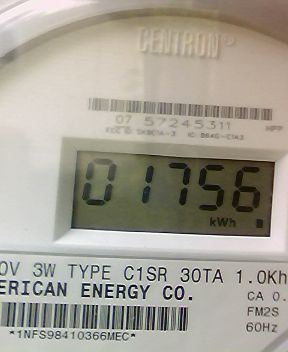 CENTRON®
07 57245311
01756
kWh
0V 3W TYPE C1SR 30TA 1.0Kh
ERICAN ENERGY CO.
CA 0.
FM2S
60Hz
*1NFS98410366MEC*